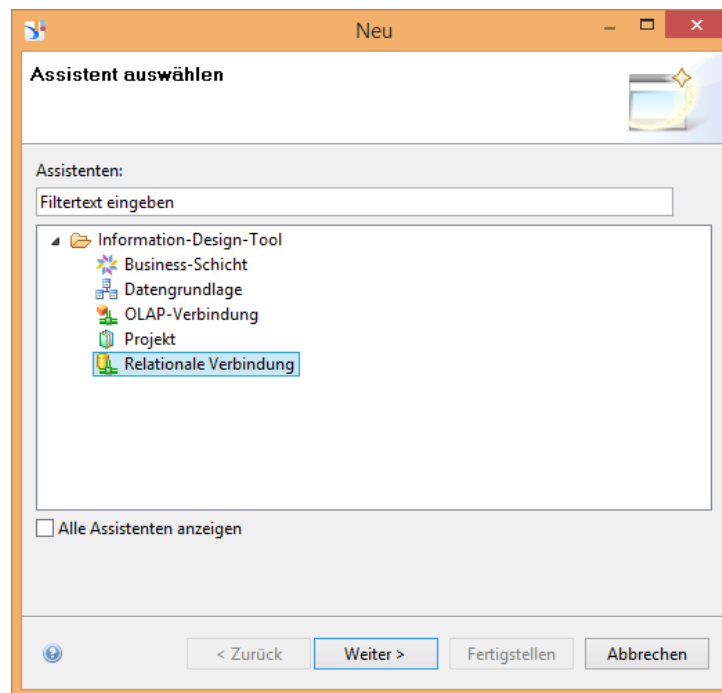 Neu
Assistent auswählen
Assistenten:
Filtertext eingeben
Information-Design-Tool
Business-Schicht
Datengrundlage
OLAP-Verbindung
Projekt
Relationale Verbindung
Alle Assistenten anzeigen
< Zurück Weiter > Fertigstellen Abbrechen